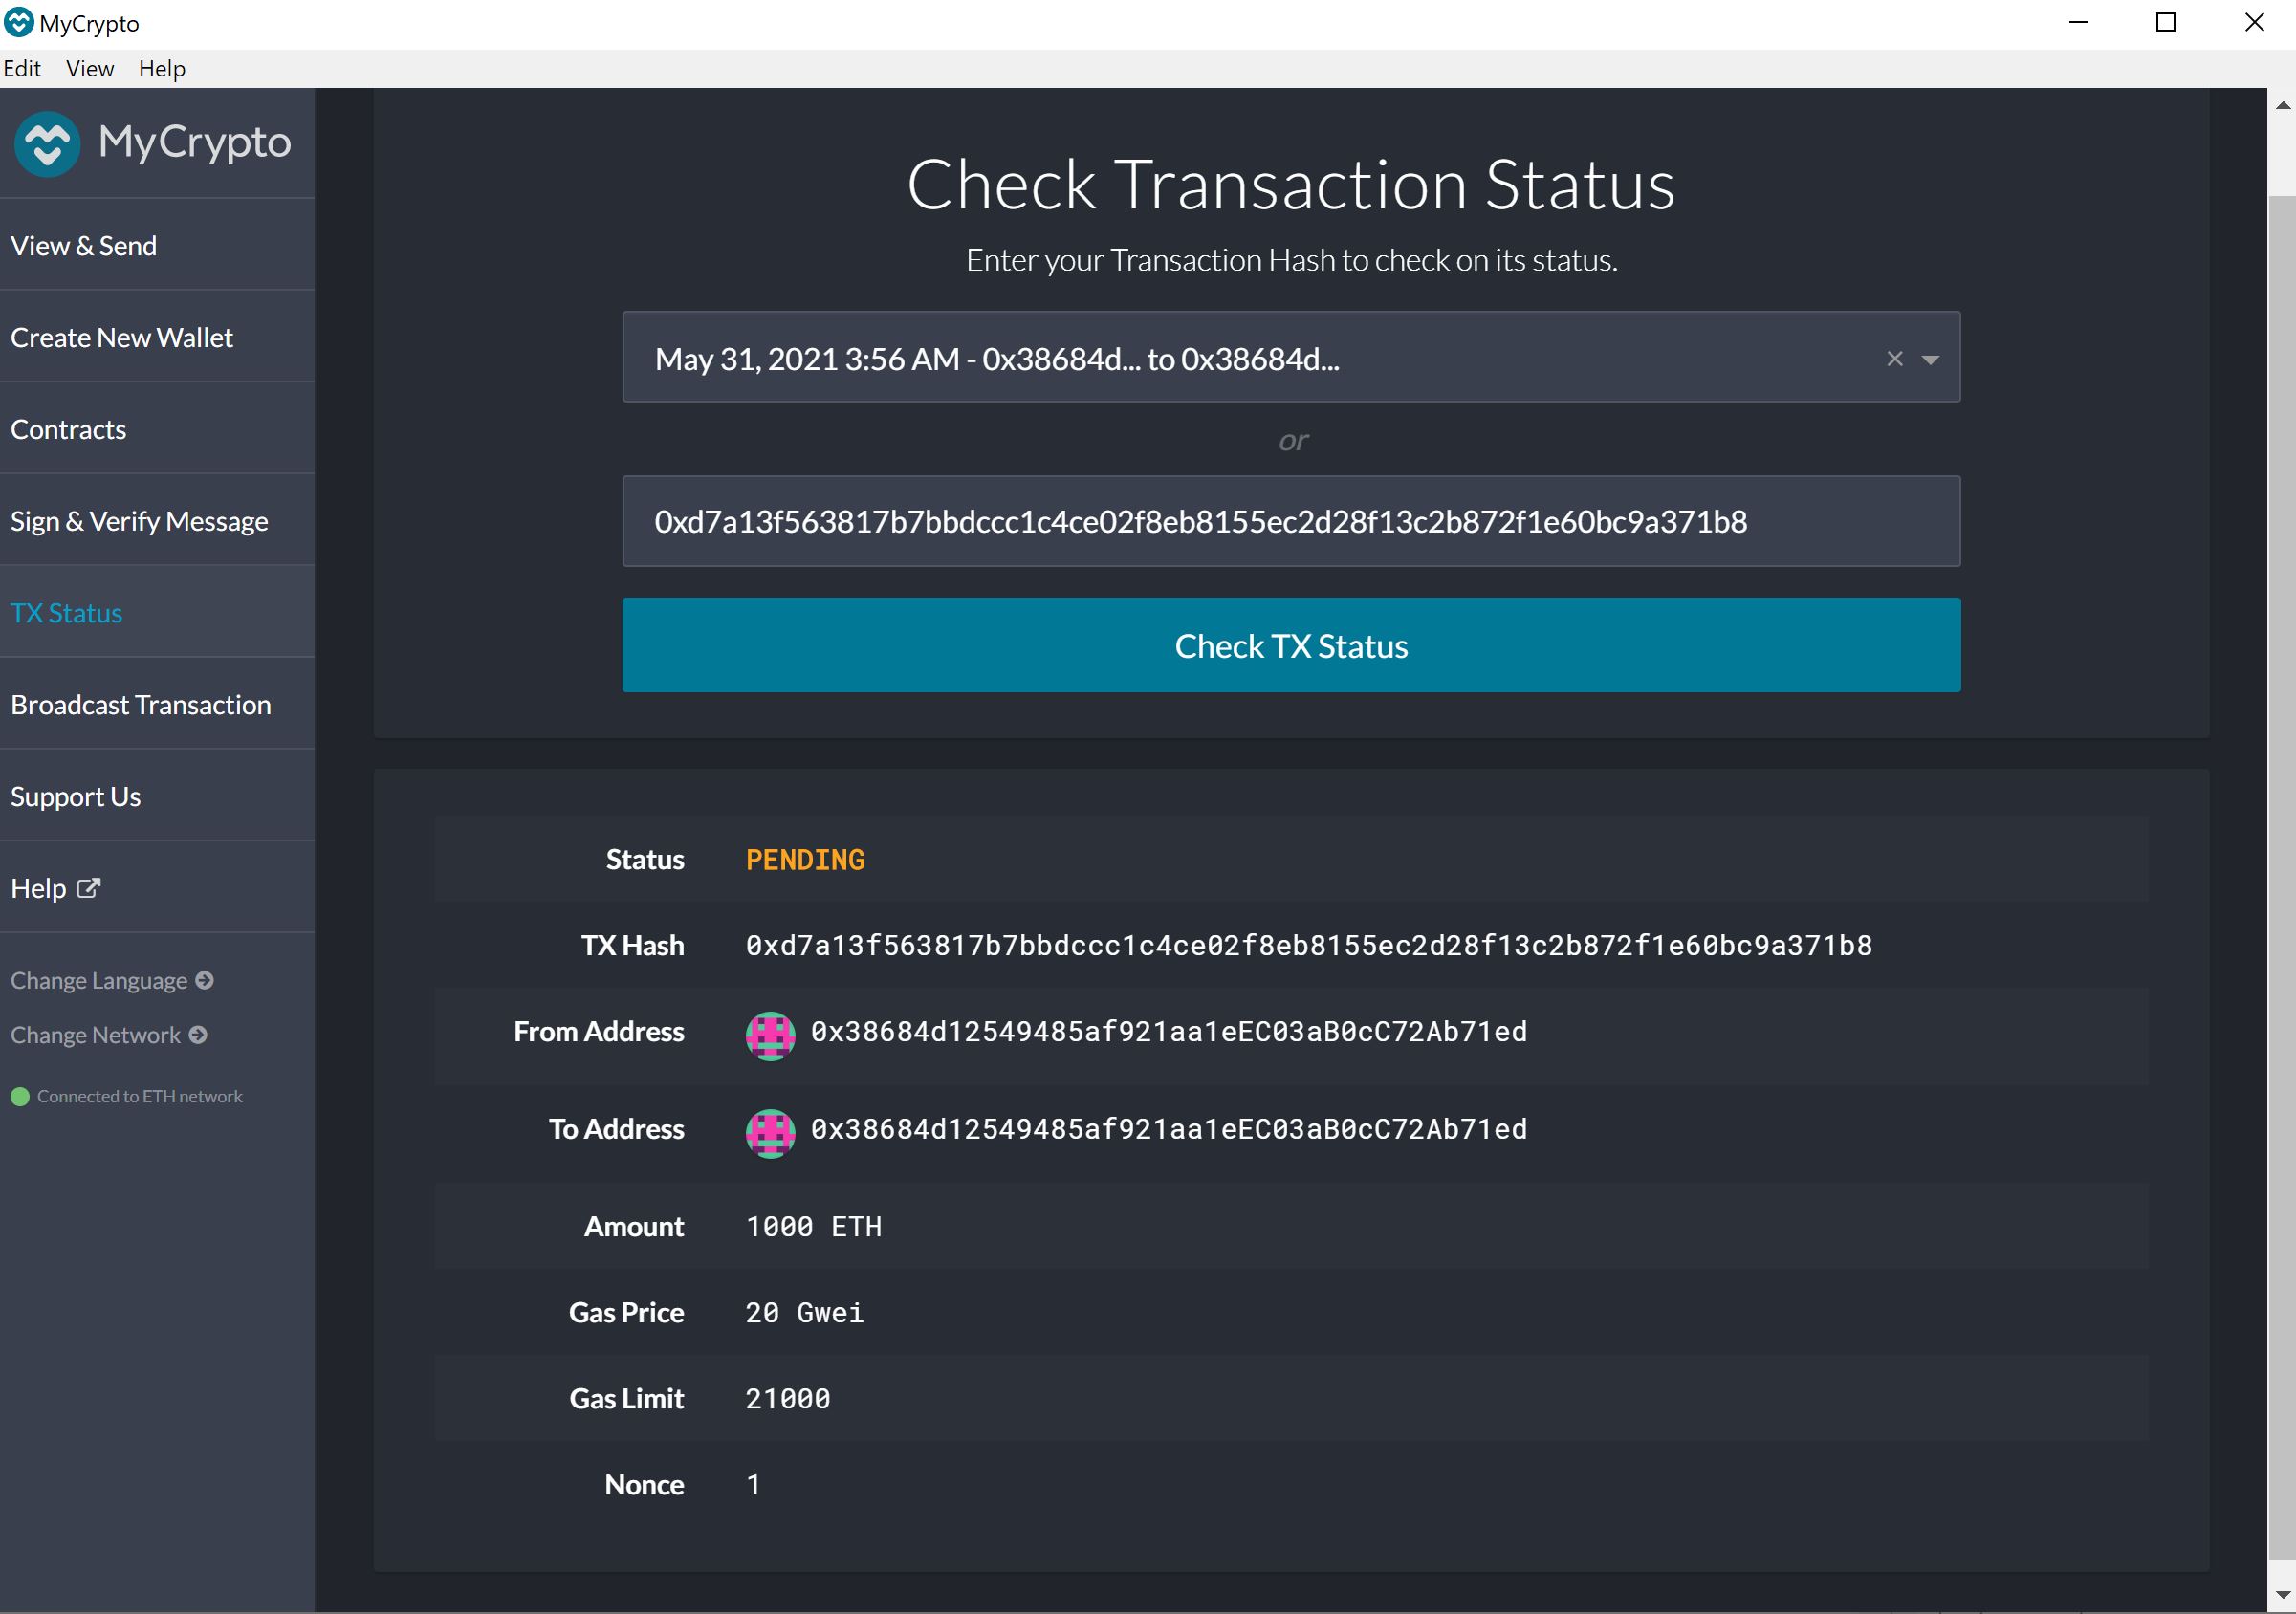 MyCrypto
Edit View Help
MyCrypto
View & Send
Create New Wallet
Contracts
Sign & Verify Message
TX Status
Broadcast Transaction
Support Us
Help
Change Language
Change Network
Connected to ETH network
Check Transaction Status
Enter your Transaction Hash to check on its status.
May 31, 2021 3:56 AM - 0x38684d... to 0x38684d...
or
0xd7a13f563817b7bbdccc1c4ce02f8eb8155ec2d28f13c2b872f1e60bc9a371b8
Check TX Status
Status PENDING
TX Hash 0xd7a13f563817b7bbdccc1c4ce02f8eb8155ec2d28f13c2b872f1e60bc9a371b8
From Address 0x38684d12549485af921aa1eEC03aB0cC72Ab71ed
To Address 0x38684d12549485af921aa1eEC03aB0cC72Ab71ed
Amount 1000 ETH
Gas Price 20 Gwei
Gas Limit 21000
Nonce 1